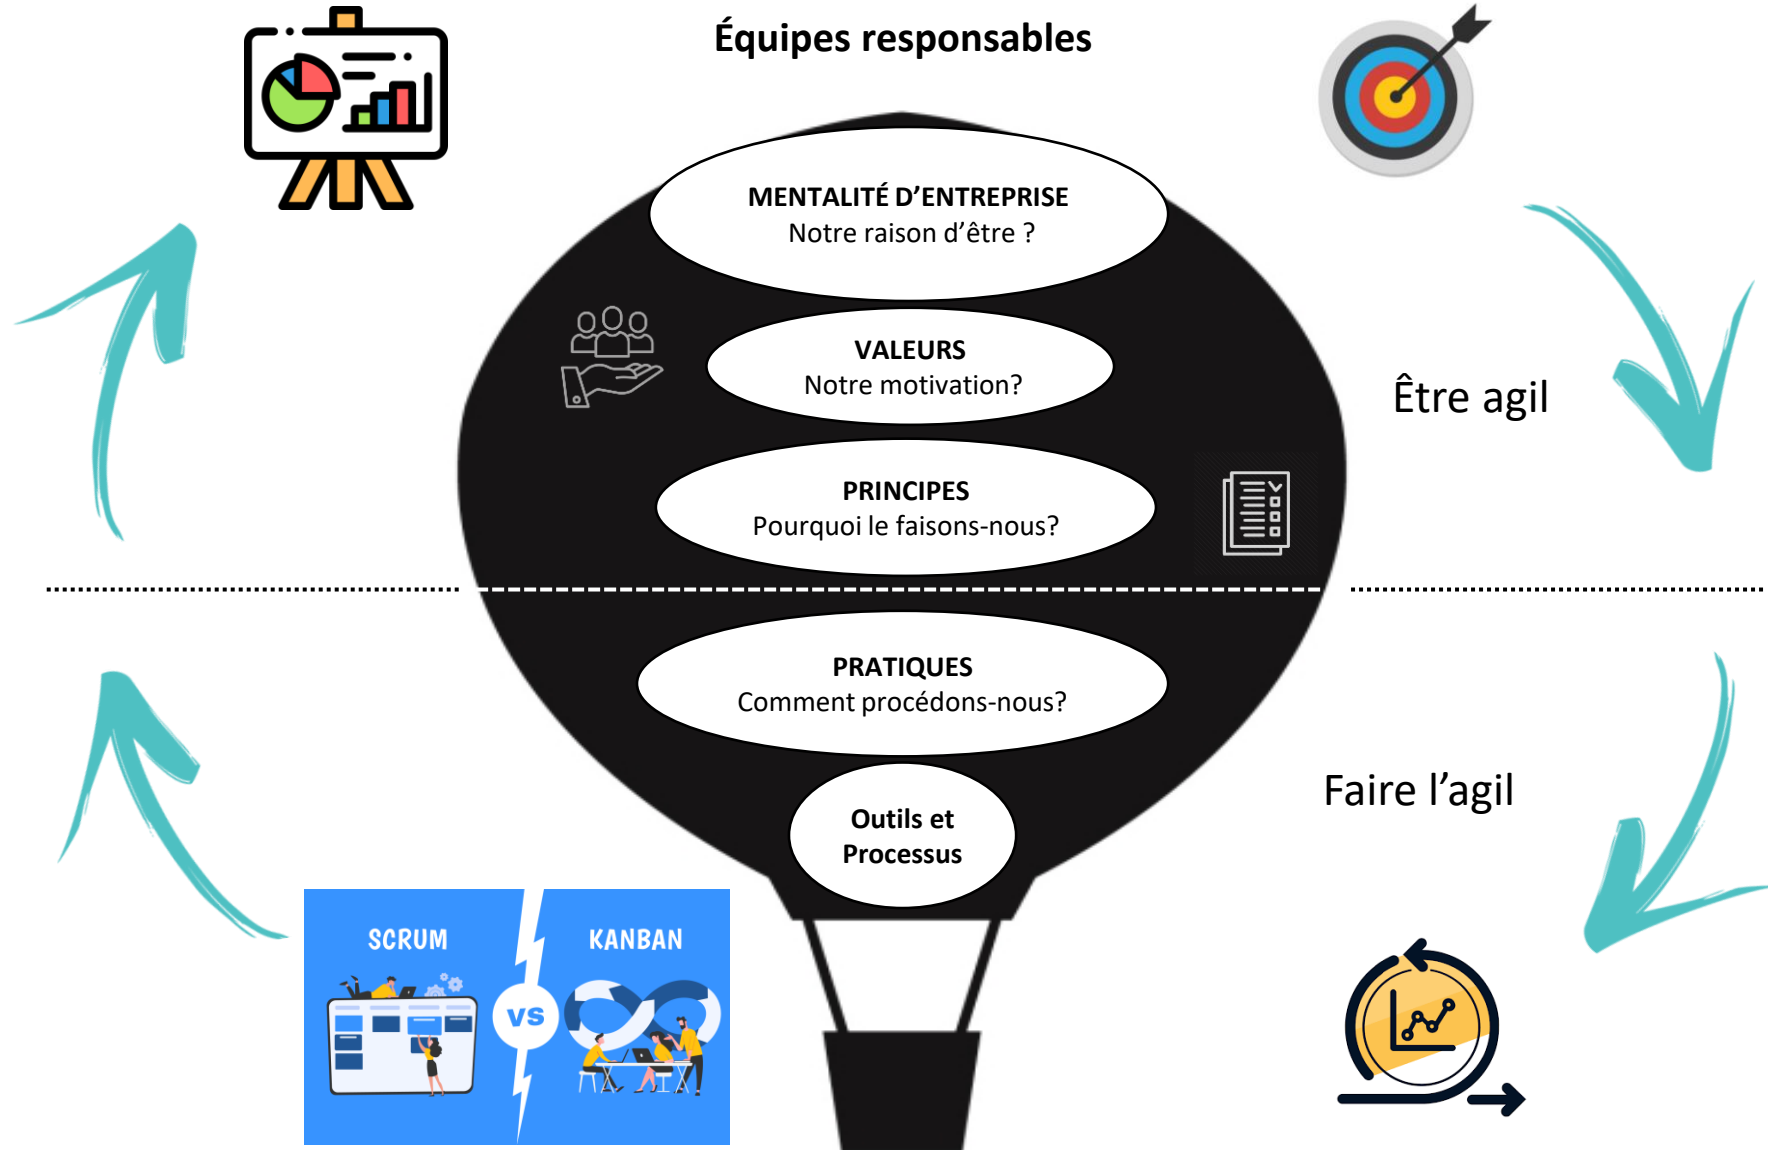 Équipes responsables
MENTALITÉ D’ENTREPRISE
Notre raison d’être ?
VALEURS
Notre motivation?
Être agil
PRINCIPES
Pourquoi le faisons-nous?
PRATIQUES
Comment procédons-nous?
Faire l’agil
Outils et
Processus
SCRUM
VS
KANBAN